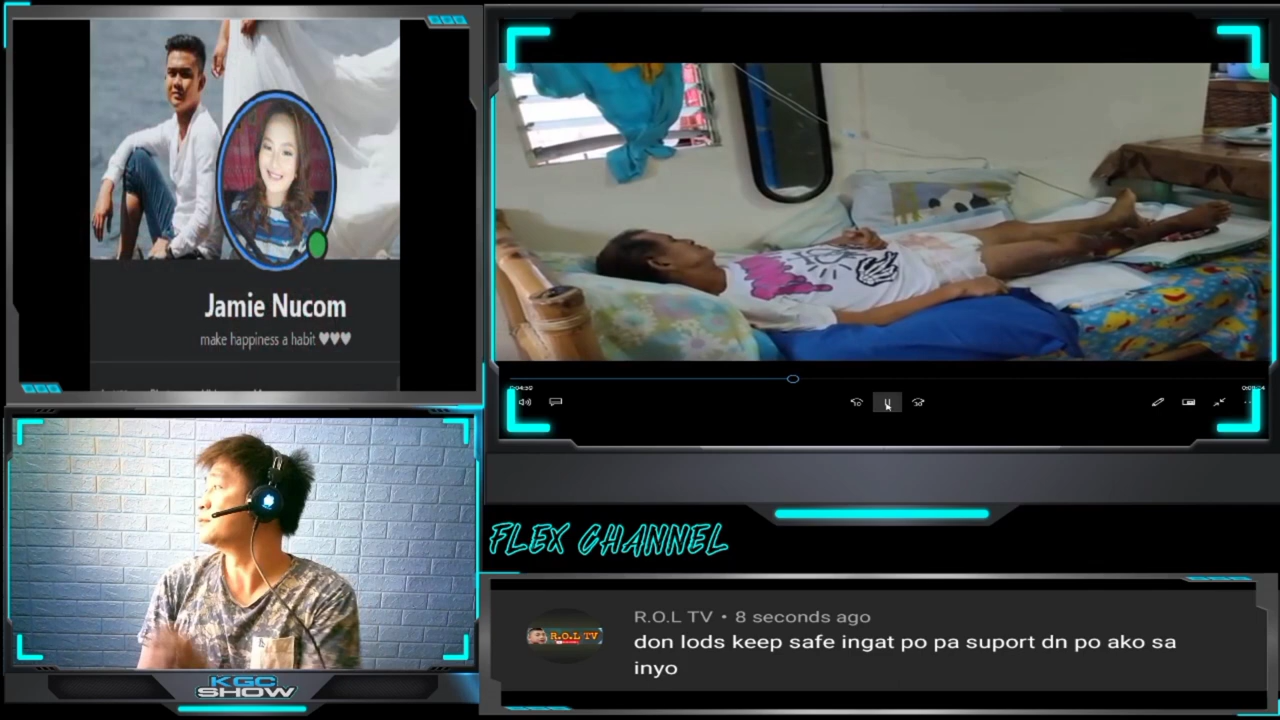 Jamie Nucom
make happiness a habit ♥♥♥
KGC
SHOW
FLEX CHANNEL
R.O.L TV
R.O.L TV • 8 seconds ago
don lods keep safe ingat po pa suport dn po ako sa
inyo